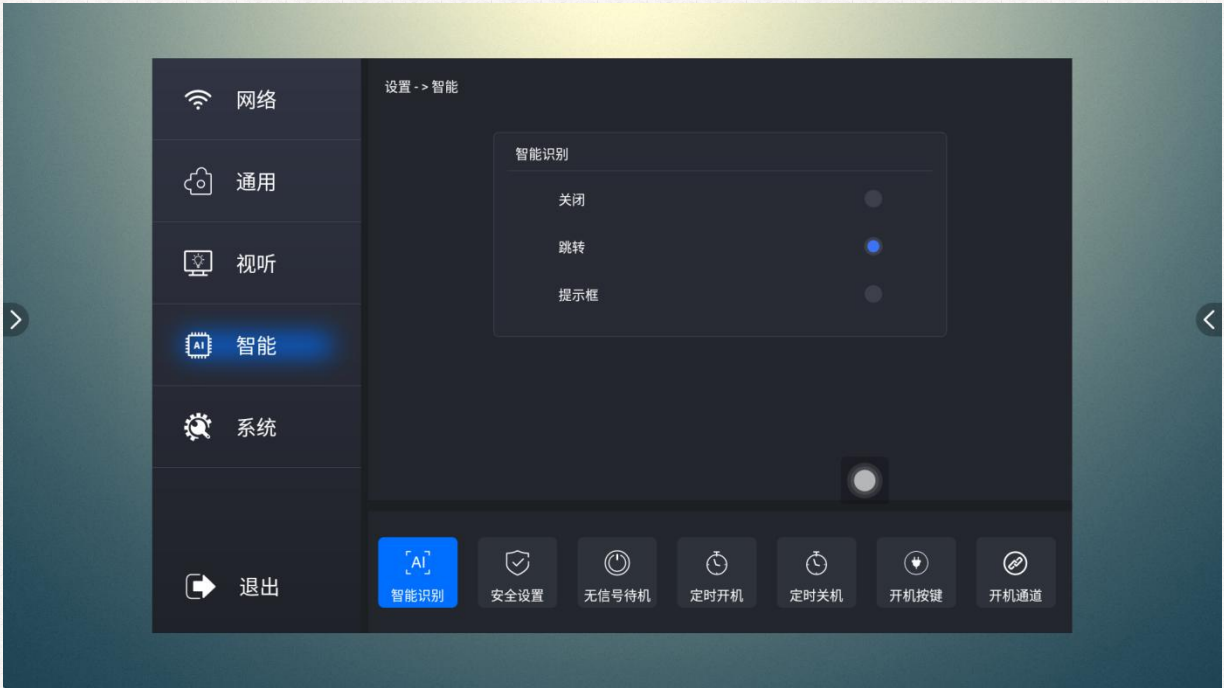 网络
通用
视听
AI 智能
系统
退出
设置 - > 智能
智能识别
关闭
跳转
提示框
AI
智能识别
安全设置
无信号待机
定时开机
定时关机
开机按键
开机通道